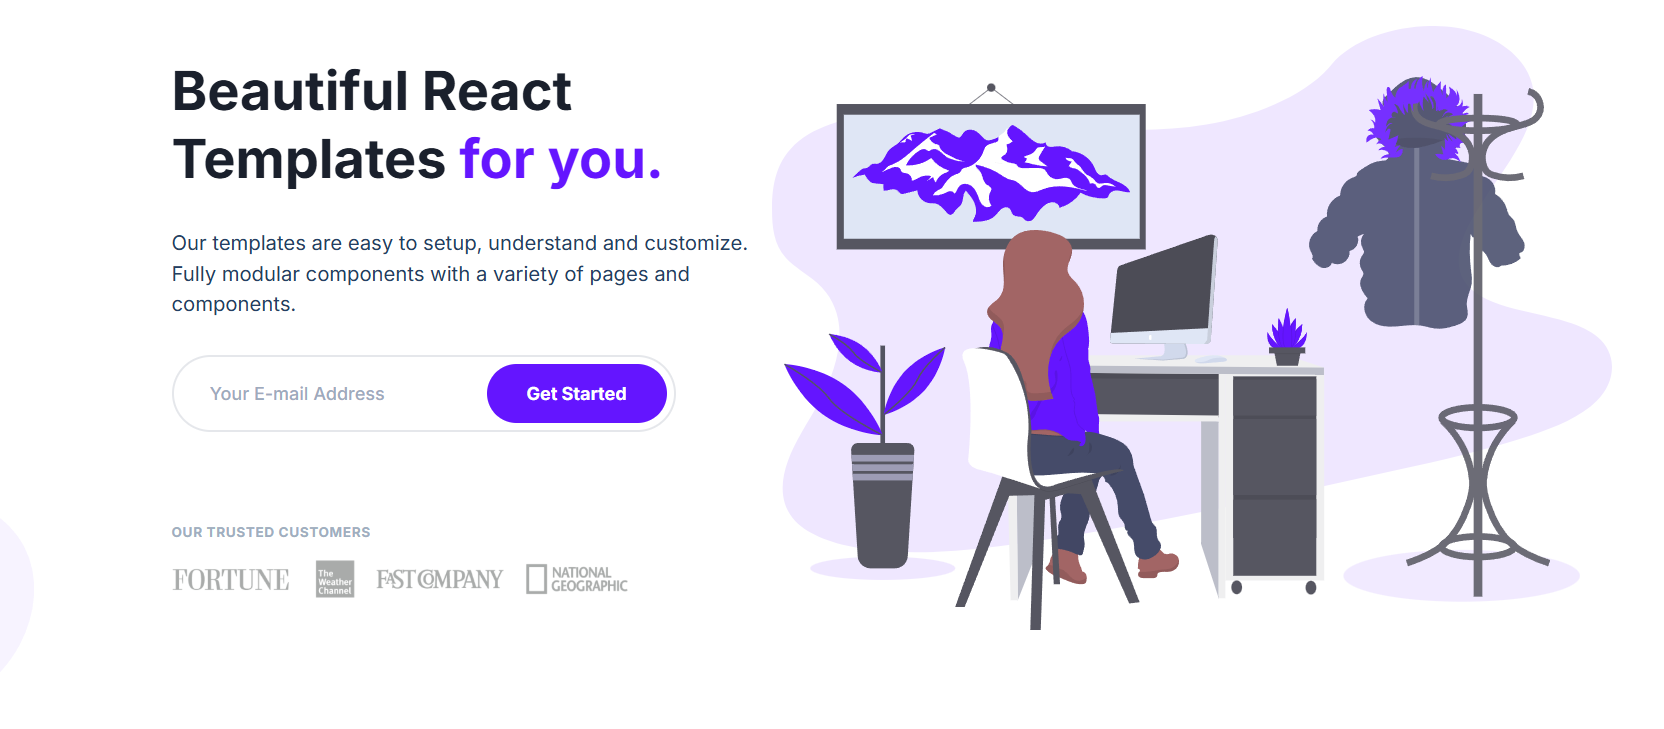 Beautiful React
Templates for you.
Our templates are easy to setup, understand and customize.
Fully modular components with a variety of pages and
components.
Your E-mail Address
Get Started
OUR TRUSTED CUSTOMERS
FORTUNE
The
Weather
Channel
FAST COMPANY
NATIONAL
GEOGRAPHIC